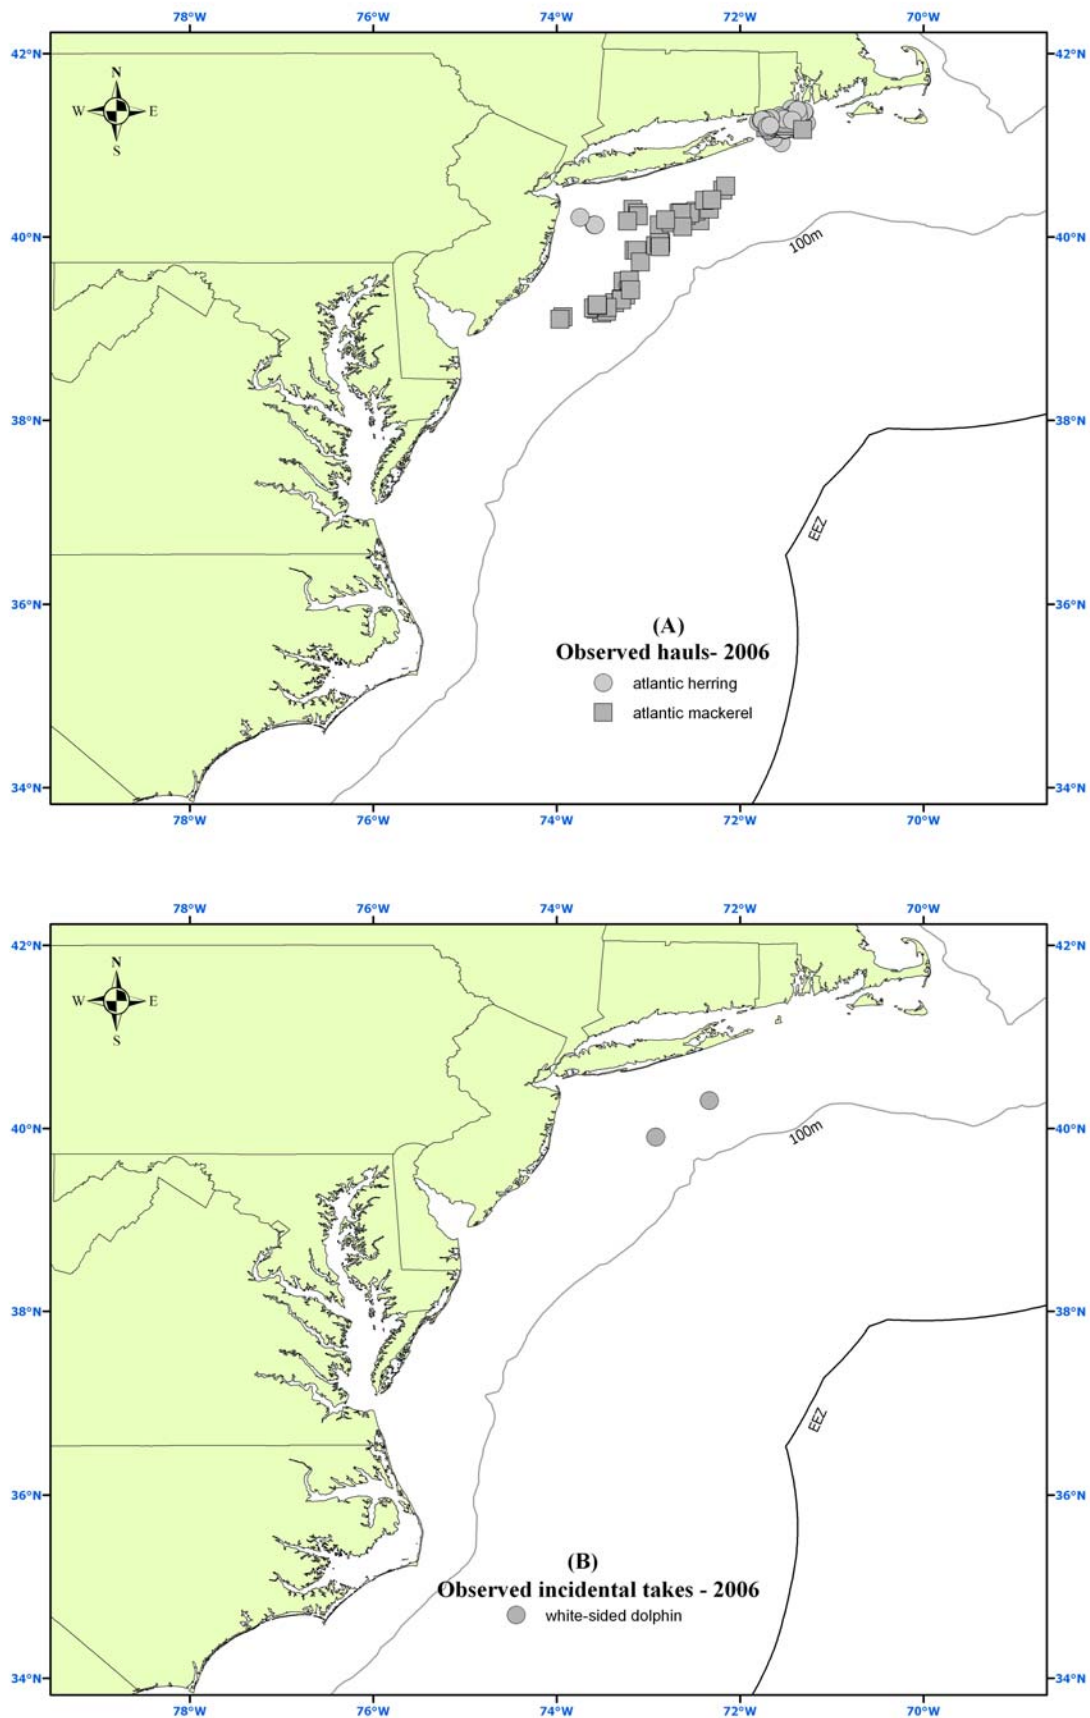 78°W 76°W 74°W 72°W 70°W
42°N 42°N
N
W E
S
40°N 40°N
100m
38°N 38°N
EEZ
36°N 36°N
(A)
Observed hauls- 2006
atlantic herring
atlantic mackerel
34°N 34°N
78°W 76°W 74°W 72°W 70°W
78°W 76°W 74°W 72°W 70°W
42°N 42°N
N
W E
S
40°N 40°N
100m
38°N 38°N
EEZ
36°N 36°N
(B)
Observed incidental takes - 2006
white-sided dolphin
34°N 34°N
78°W 76°W 74°W 72°W 70°W